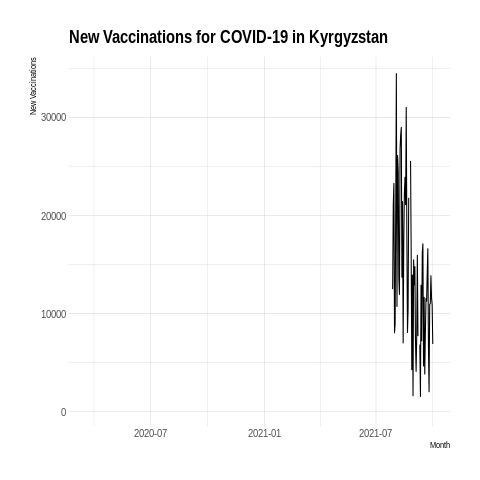 New Vaccinations for COVID-19 in Kyrgyzstan
New Vaccinations
30000
20000
10000
0
2020-07
2021-01
2021-07
Month